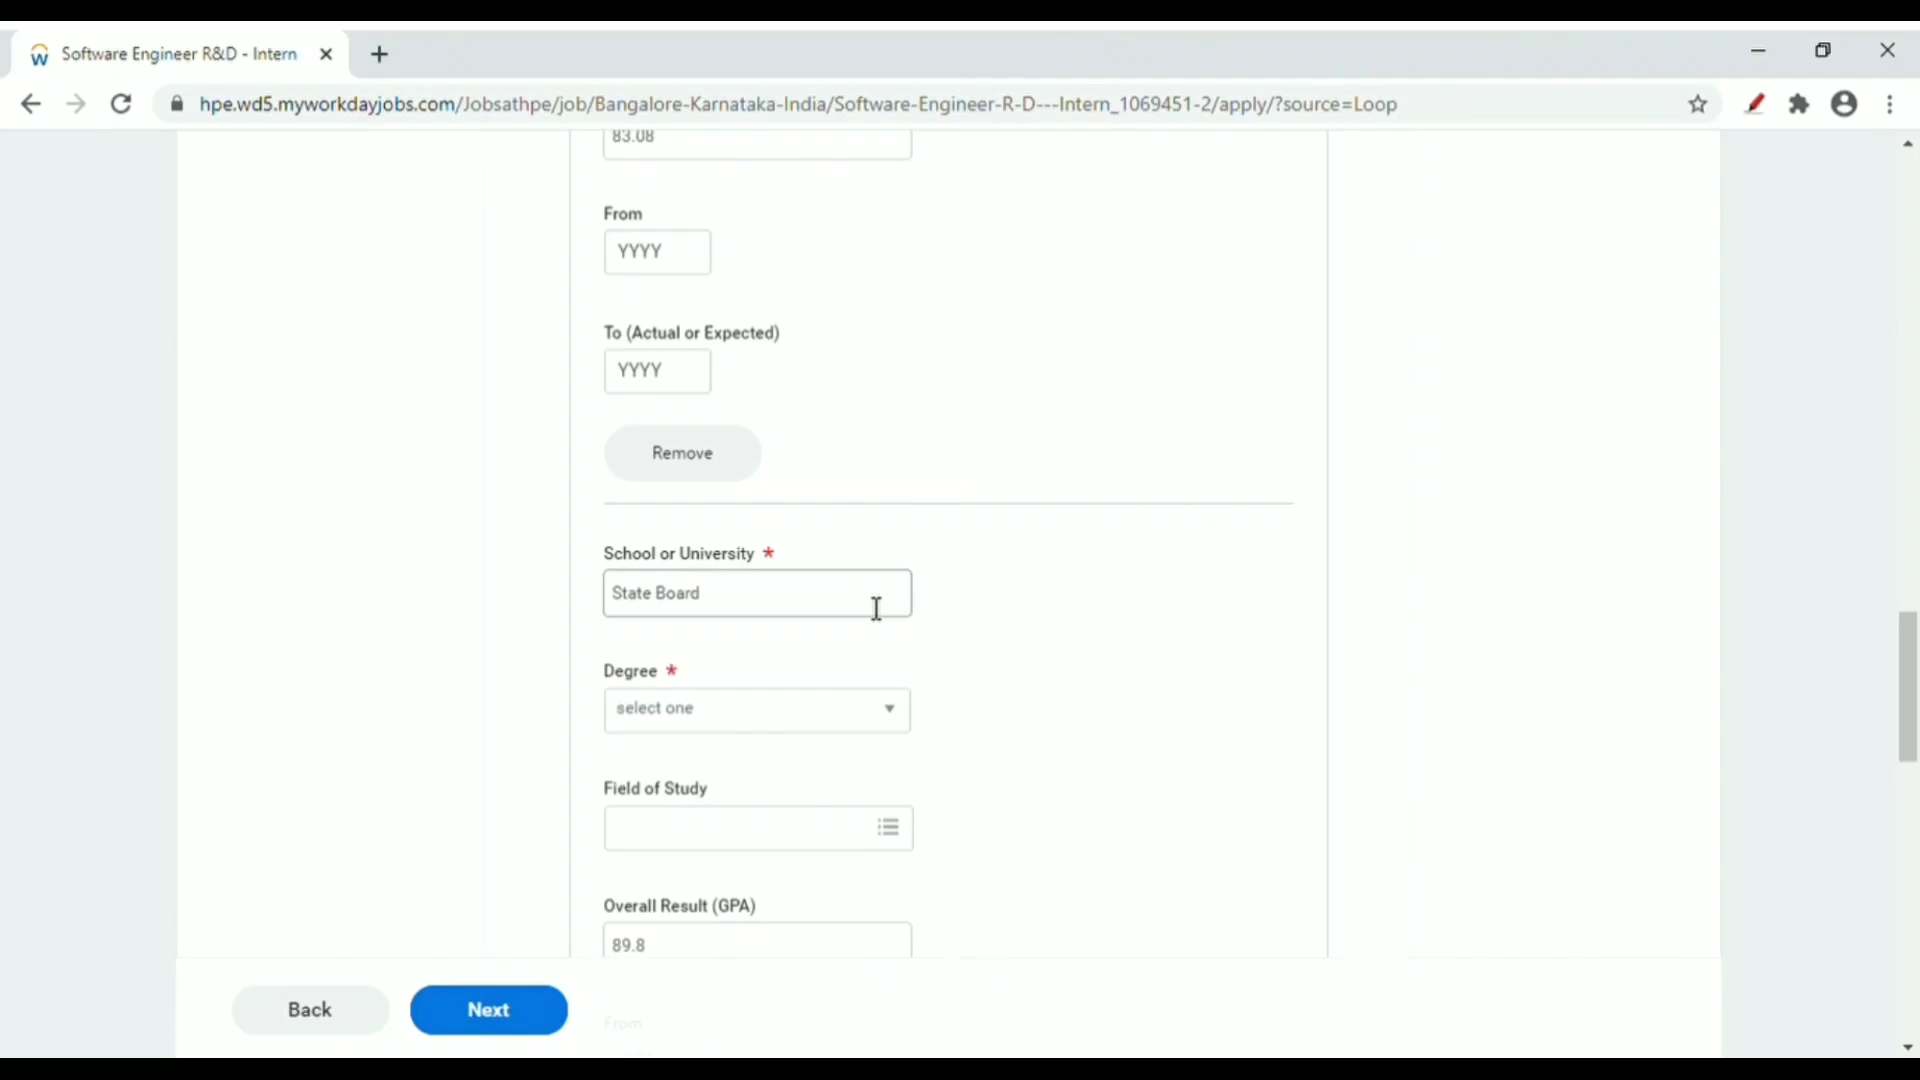 Software Engineer R&D - Intern
hpe.wd5.myworkdayjobs.com/Jobsathpe/job/Bangalore-Karnataka-India/Software-Engineer-R-D---Intern_1069451-2/apply/?source=Loop
83.08
From
YYYY
To (Actual or Expected)
YYYY
Remove
School or University *
State Board
Degree *
select one
Field of Study
Overall Result (GPA)
89.8
Back
Next
From